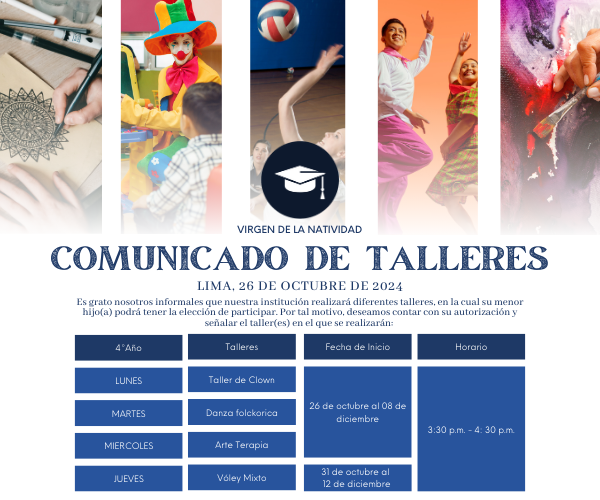 VIRGEN DE LA NATIVIDAD
COMUNICADO DE TALLERES
LIMA, 26 DE OCTUBRE DE 2024
Es grato nosotros informales que nuestra institución realizará diferentes talleres, en la cual su menor
hijo(a) podrá tener la elección de participar. Por tal motivo, deseamos contar con su autorización y
señalar el taller(es) en el que se realizarán:
4°Año Talleres Fecha de Inicio Horario
LUNES Taller de Clown
MARTES Danza folckorica
26 de octubre al 08 de
diciembre
3:30 p.m. - 4: 30 p.m.
MIERCOLES Arte Terapia
JUEVES Vóley Mixto
31 de octubre al
12 de diciembre